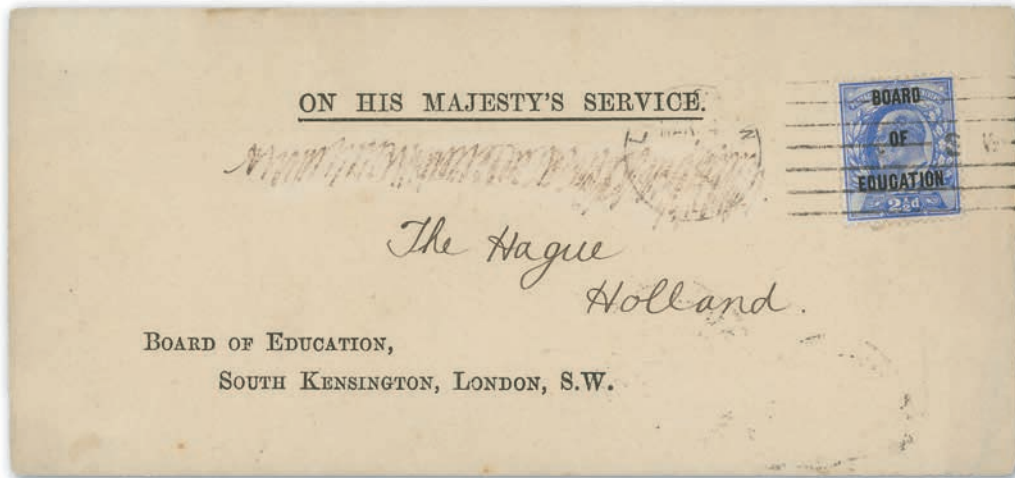 ON HIS MAJESTY'S SERVICE.
BOARD
OF
EDUCATION
2½d
The Hague
Holland.
BOARD OF EDUCATION,
SOUTH KENSINGTON, LONDON, S.W.